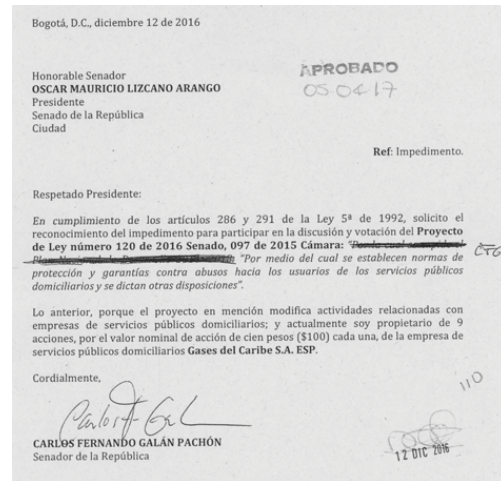 Bogotá, D.C., diciembre 12 de 2016
APROBADO
05 04 17
Honorable Senador
OSCAR MAURICIO LIZCANO ARANGO
Presidente
Senado de la República
Ciudad
Ref: Impedimento.
Respetado Presidente:
En cumplimiento de los artículos 286 y 291 de la Ley 5ª de 1992, solicito el
reconocimiento del impedimento para participar en la discusión y votación del Proyecto
de Ley número 120 de 2016 Senado, 097 de 2015 Cámara:
"Por medio del cual se establecen normas de
protección y garantías contra abusos hacia los usuarios de los servicios públicos
domiciliarios y se dictan otras disposiciones".
Lo anterior, porque el proyecto en mención modifica actividades relacionadas con
empresas de servicios públicos domiciliarios; y actualmente soy propietario de 9
acciones, por el valor nominal de acción de cien pesos ($100) cada una, de la empresa de
servicios públicos domiciliarios Gases del Caribe S.A. ESP.
Cordialmente,
110
CARLOS FERNANDO GALÁN PACHÓN
Senador de la República
12 DIC 2016